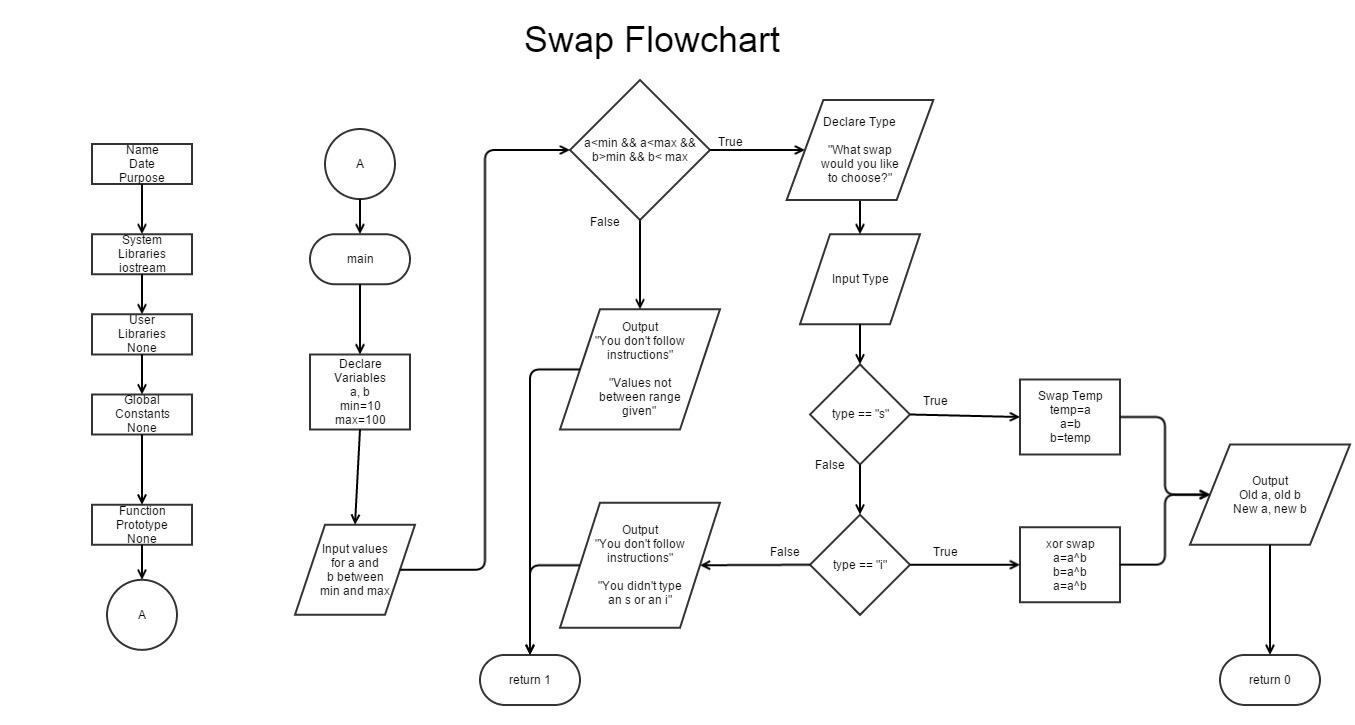 Swap Flowchart
Name
Date
Purpose
System
Libraries
iostream
User
Libraries
None
Global
Constants
None
Function
Prototype
None
A
A
main
Declare
Variables
a, b
min=10
max=100
Input values
for a and
b between
min and max
a<min && a<max &&
b>min && b< max
True
False
Output
"You don't follow
instructions"
"Values not
between range
given"
Declare Type
"What swap
would you like
to choose?"
Input Type
type == "s"
True
False
Swap Temp
temp=a
a=b
b=temp
type == "i"
True
False
xor swap
a=a^b
b=a^b
a=a^b
Output
"You don't follow
instructions"
"You didn't type
an s or an i"
return 1
Output
Old a, old b
New a, new b
return 0